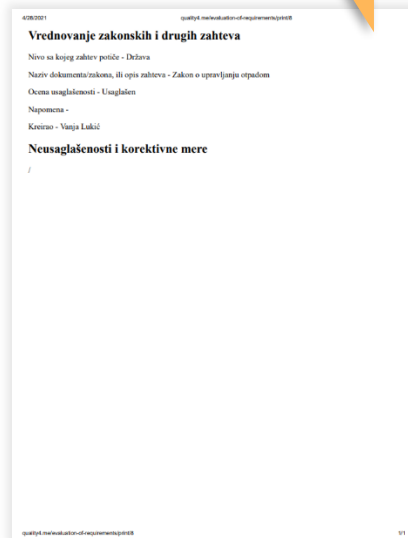 4/28/2021 quality4.me/evaluation-of-requirements/print/8
Vrednovanje zakonskih i drugih zahteva
Nivo sa kojeg zahtev potiče - Država
Naziv dokumenta/zakona, ili opis zahteva - Zakon o upravljanju otpadom
Ocena usaglašenosti - Usaglašen
Napomena -
Kreirao - Vanja Lukić
Neusaglašenosti i korektivne mere
/
quality4.me/evaluation-of-requirements/print/8 1/1